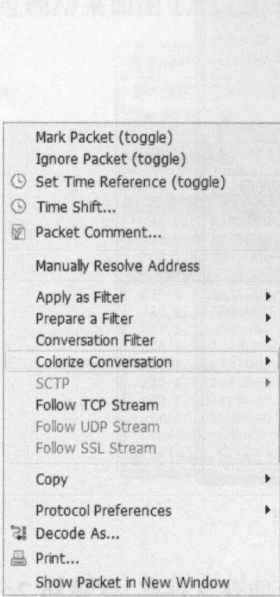 Mark Packet (toggle)
Ignore Packet (toggle)
Set Time Reference (toggle)
Time Shift...
Packet Comment...
Manually Resolve Address
Apply as Filter
Prepare a Filter
Conversation Filter
Colorize Conversation
SCTP
Follow TCP Stream
Follow UDP Stream
Follow SSL Stream
Copy
Protocol Preferences
Decode As...
Print...
Show Packet in New Window